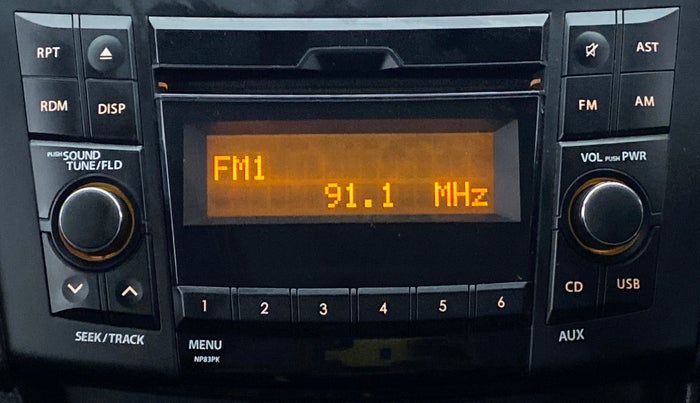 RPT
AST
RDM DISP
FM AM
PUSH SOUND
TUNE/FLD
VOL PUSH PWR
FM1
91.1 MHz
CD USB
1 2 3 4 5 6
SEEK/TRACK
MENU
NP83PK
AUX